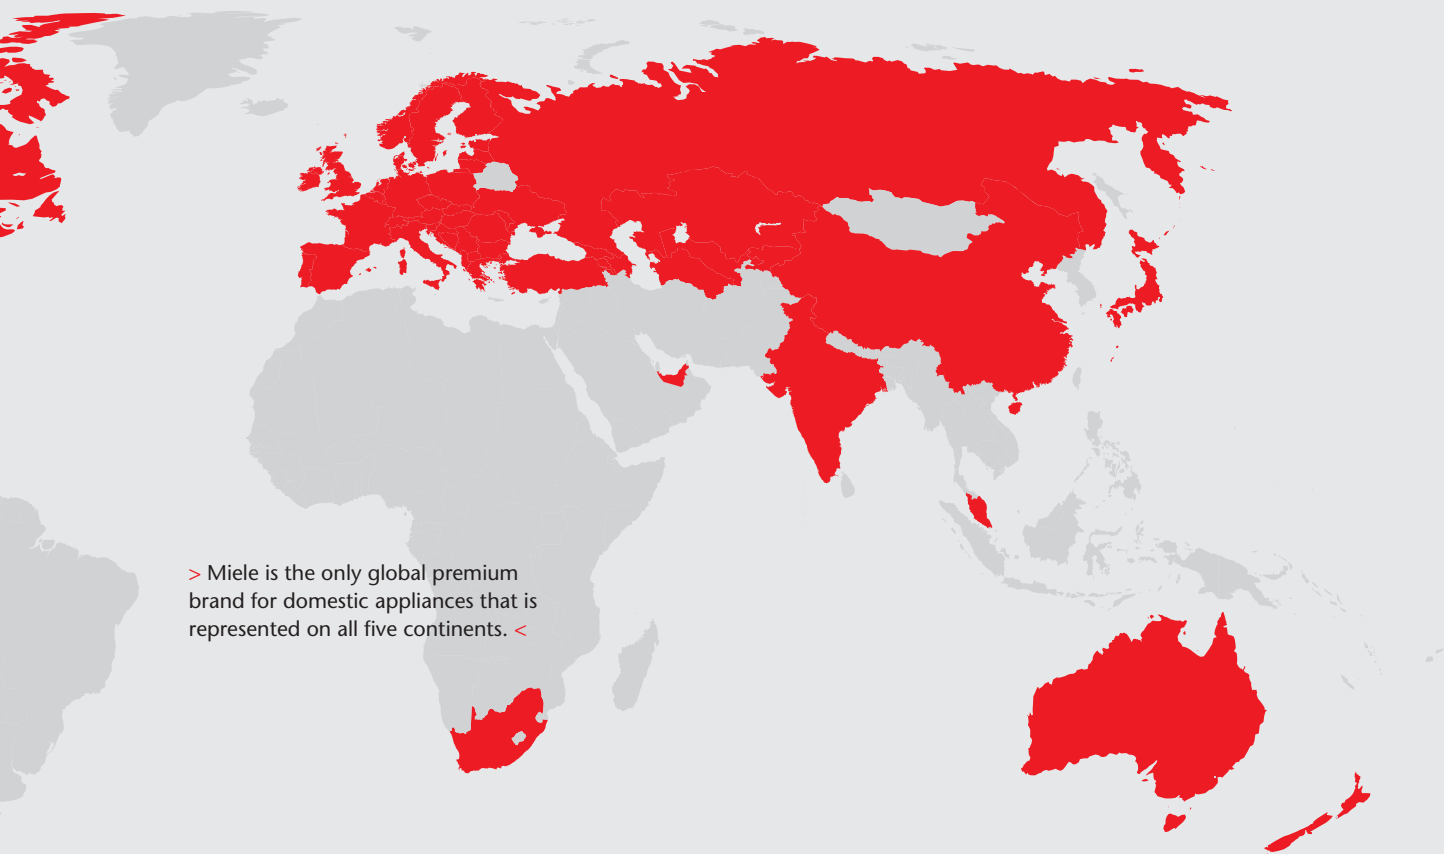 > Miele is the only global premium
brand for domestic appliances that is
represented on all five continents. <